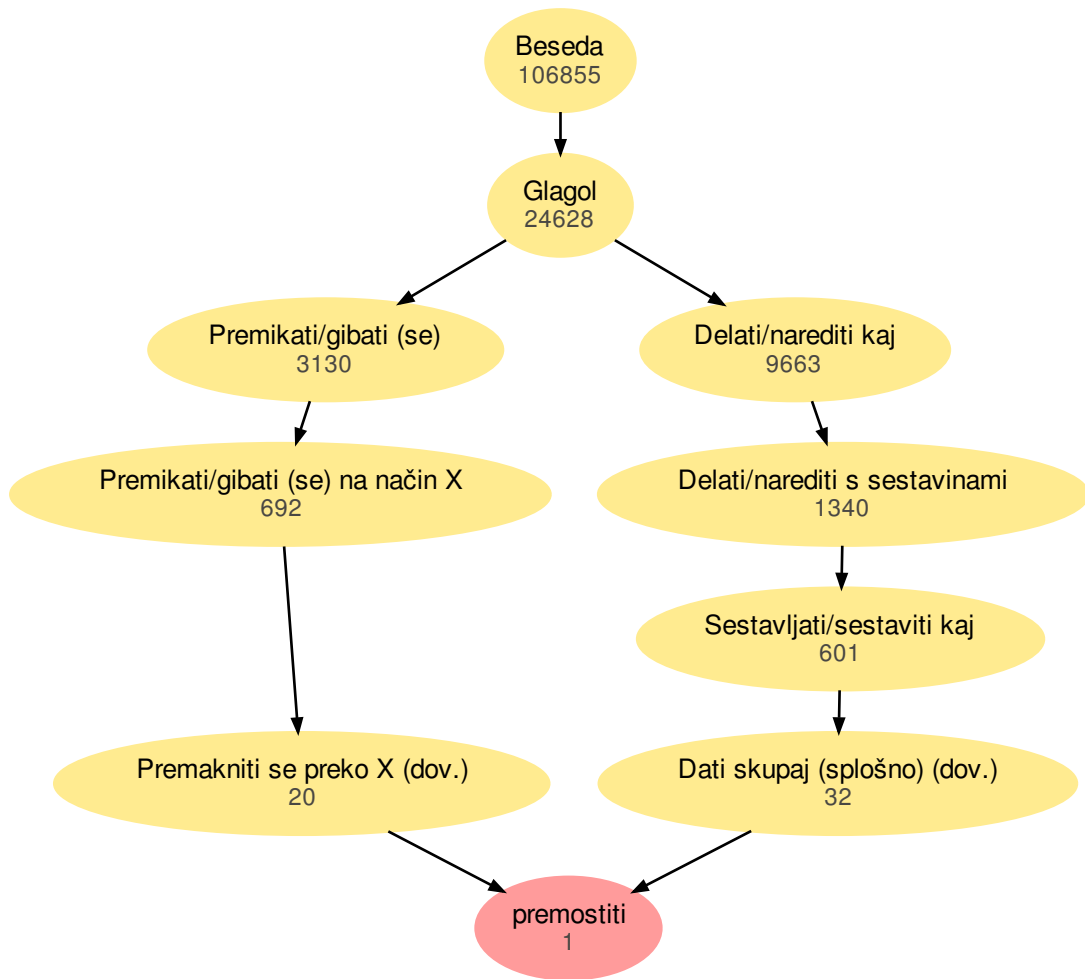 Beseda
106855
Glagol
24628
Premikati/gibati (se)
3130
Delati/narediti kaj
9663
Premikati/gibati (se) na način X
692
Delati/narediti s sestavinami
1340
Sestavljati/sestaviti kaj
601
Premakniti se preko X (dov.)
20
Dati skupaj (splošno) (dov.)
32
premostiti
1